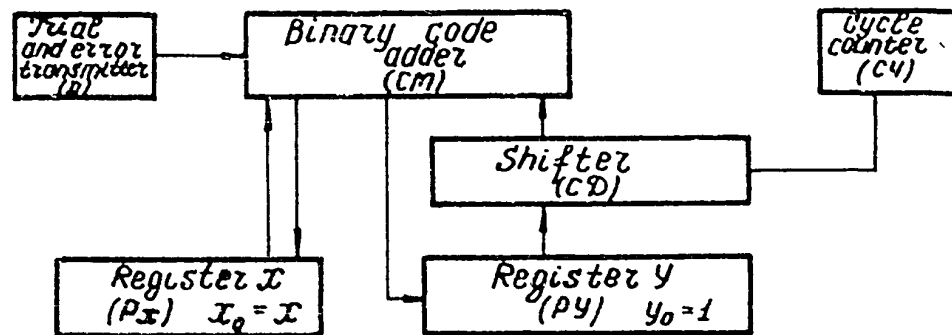 Trial
and error
transmitter
(D)
Binary code
adder
(CM)
Cycle
counter
(CЧ)
Shifter
(CD)
Register X
(Px) x₀ = x
Register Y
(PY) y₀ = 1